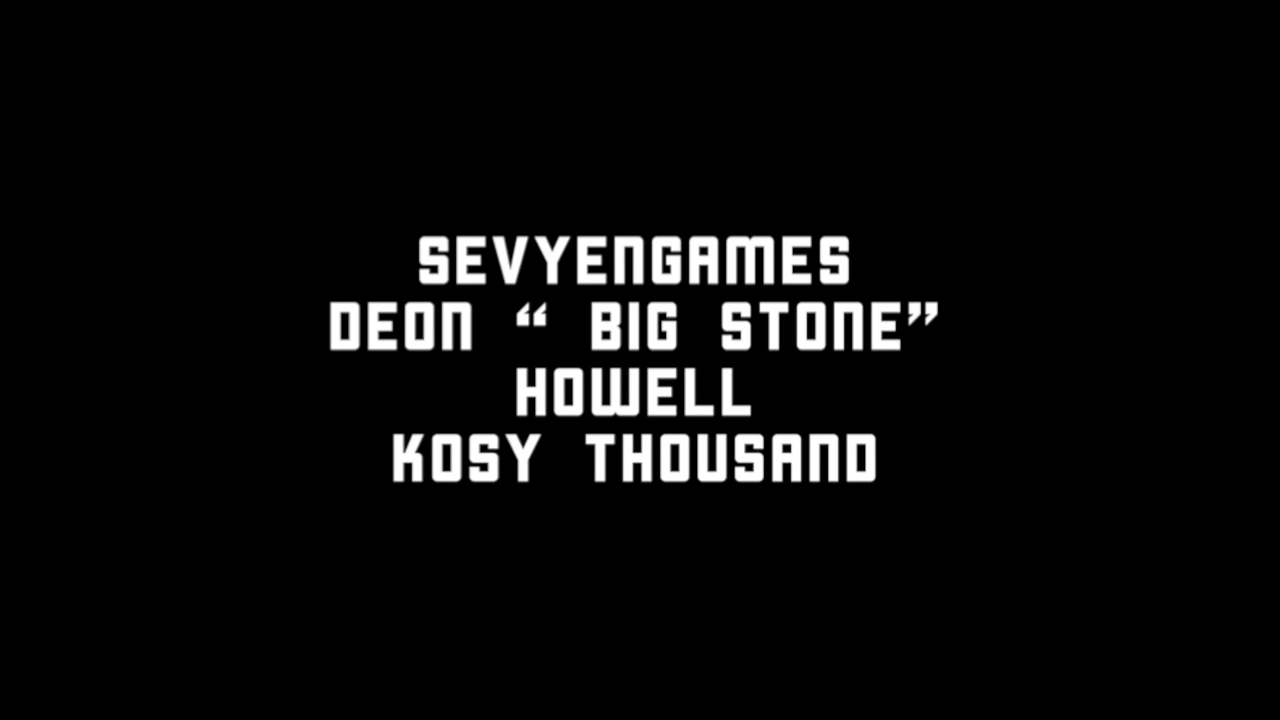 SEVYENGAMES
DEON “ BIG STONE”
HOWELL
KOSY THOUSAND